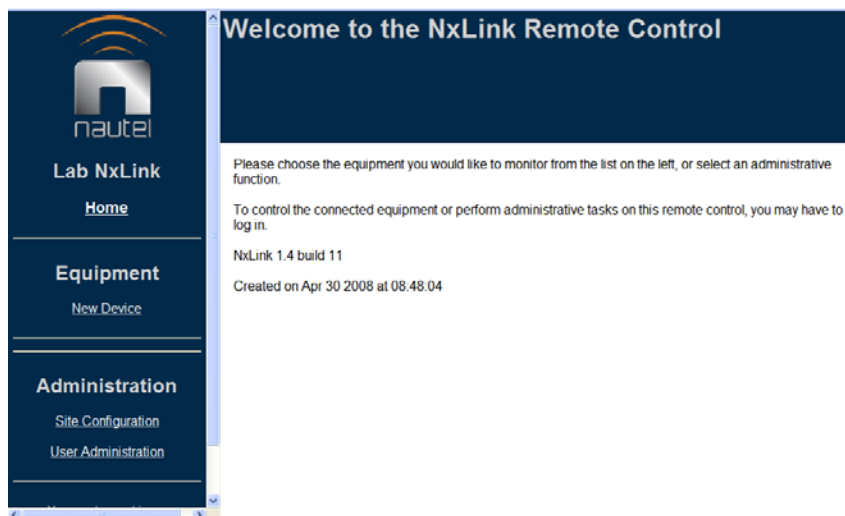 Welcome to the NxLink Remote Control
nautel
Lab NxLink
Home
Equipment
New Device
Administration
Site Configuration
User Administration
Please choose the equipment you would like to monitor from the list on the left, or select an administrative
function.
To control the connected equipment or perform administrative tasks on this remote control, you may have to
log in.
NxLink 1.4 build 11
Created on Apr 30 2008 at 08:48:04